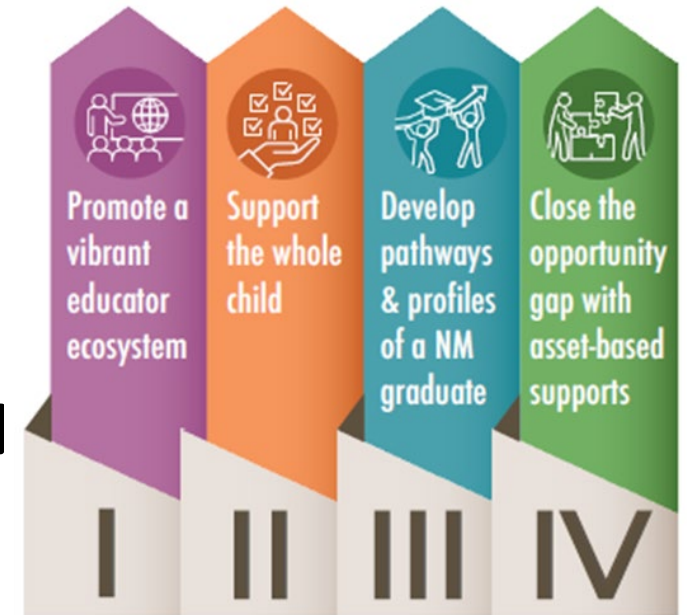 Promote a
vibrant
educator
ecosystem
I
Support
the whole
child
II
Develop
pathways
& profiles
of a NM
graduate
III
Close the
opportunity
gap with
asset-based
supports
IV